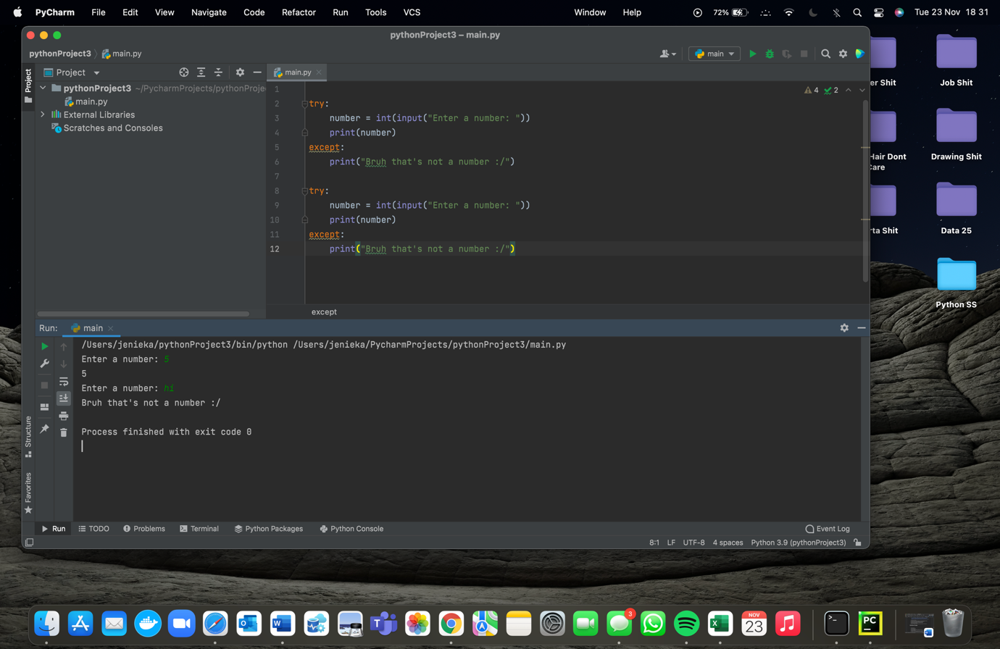 PyCharm File Edit View Navigate Code Refactor Run Tools VCS Window Help 72% Tue 23 Nov 18 31
pythonProject3 – main.py
pythonProject3 main.py main
Project main.py
Project
pythonProject3 ~/PycharmProjects/pythonProje
main.py
External Libraries
Scratches and Consoles
4 2
1
2 try:
3 number = int(input("Enter a number: "))
4 print(number)
5 except:
6 print("Bruh that's not a number :/")
7
8 try:
9 number = int(input("Enter a number: "))
10 print(number)
11 except:
12 print("Bruh that's not a number :/")
except
Run: main
/Users/jenieka/pythonProject3/bin/python /Users/jenieka/PycharmProjects/pythonProject3/main.py
Enter a number: 5
5
Enter a number: hi
Bruh that's not a number :/
Process finished with exit code 0
Structure
Favorites
Run TODO Problems Terminal Python Packages Python Console Event Log
8:1 LF UTF-8 4 spaces Python 3.9 (pythonProject3)
er Shit
Job Shit
Hair Dont
Care
Drawing Shit
rta Shit
Data 25
Python SS
3
NOV
23
PC